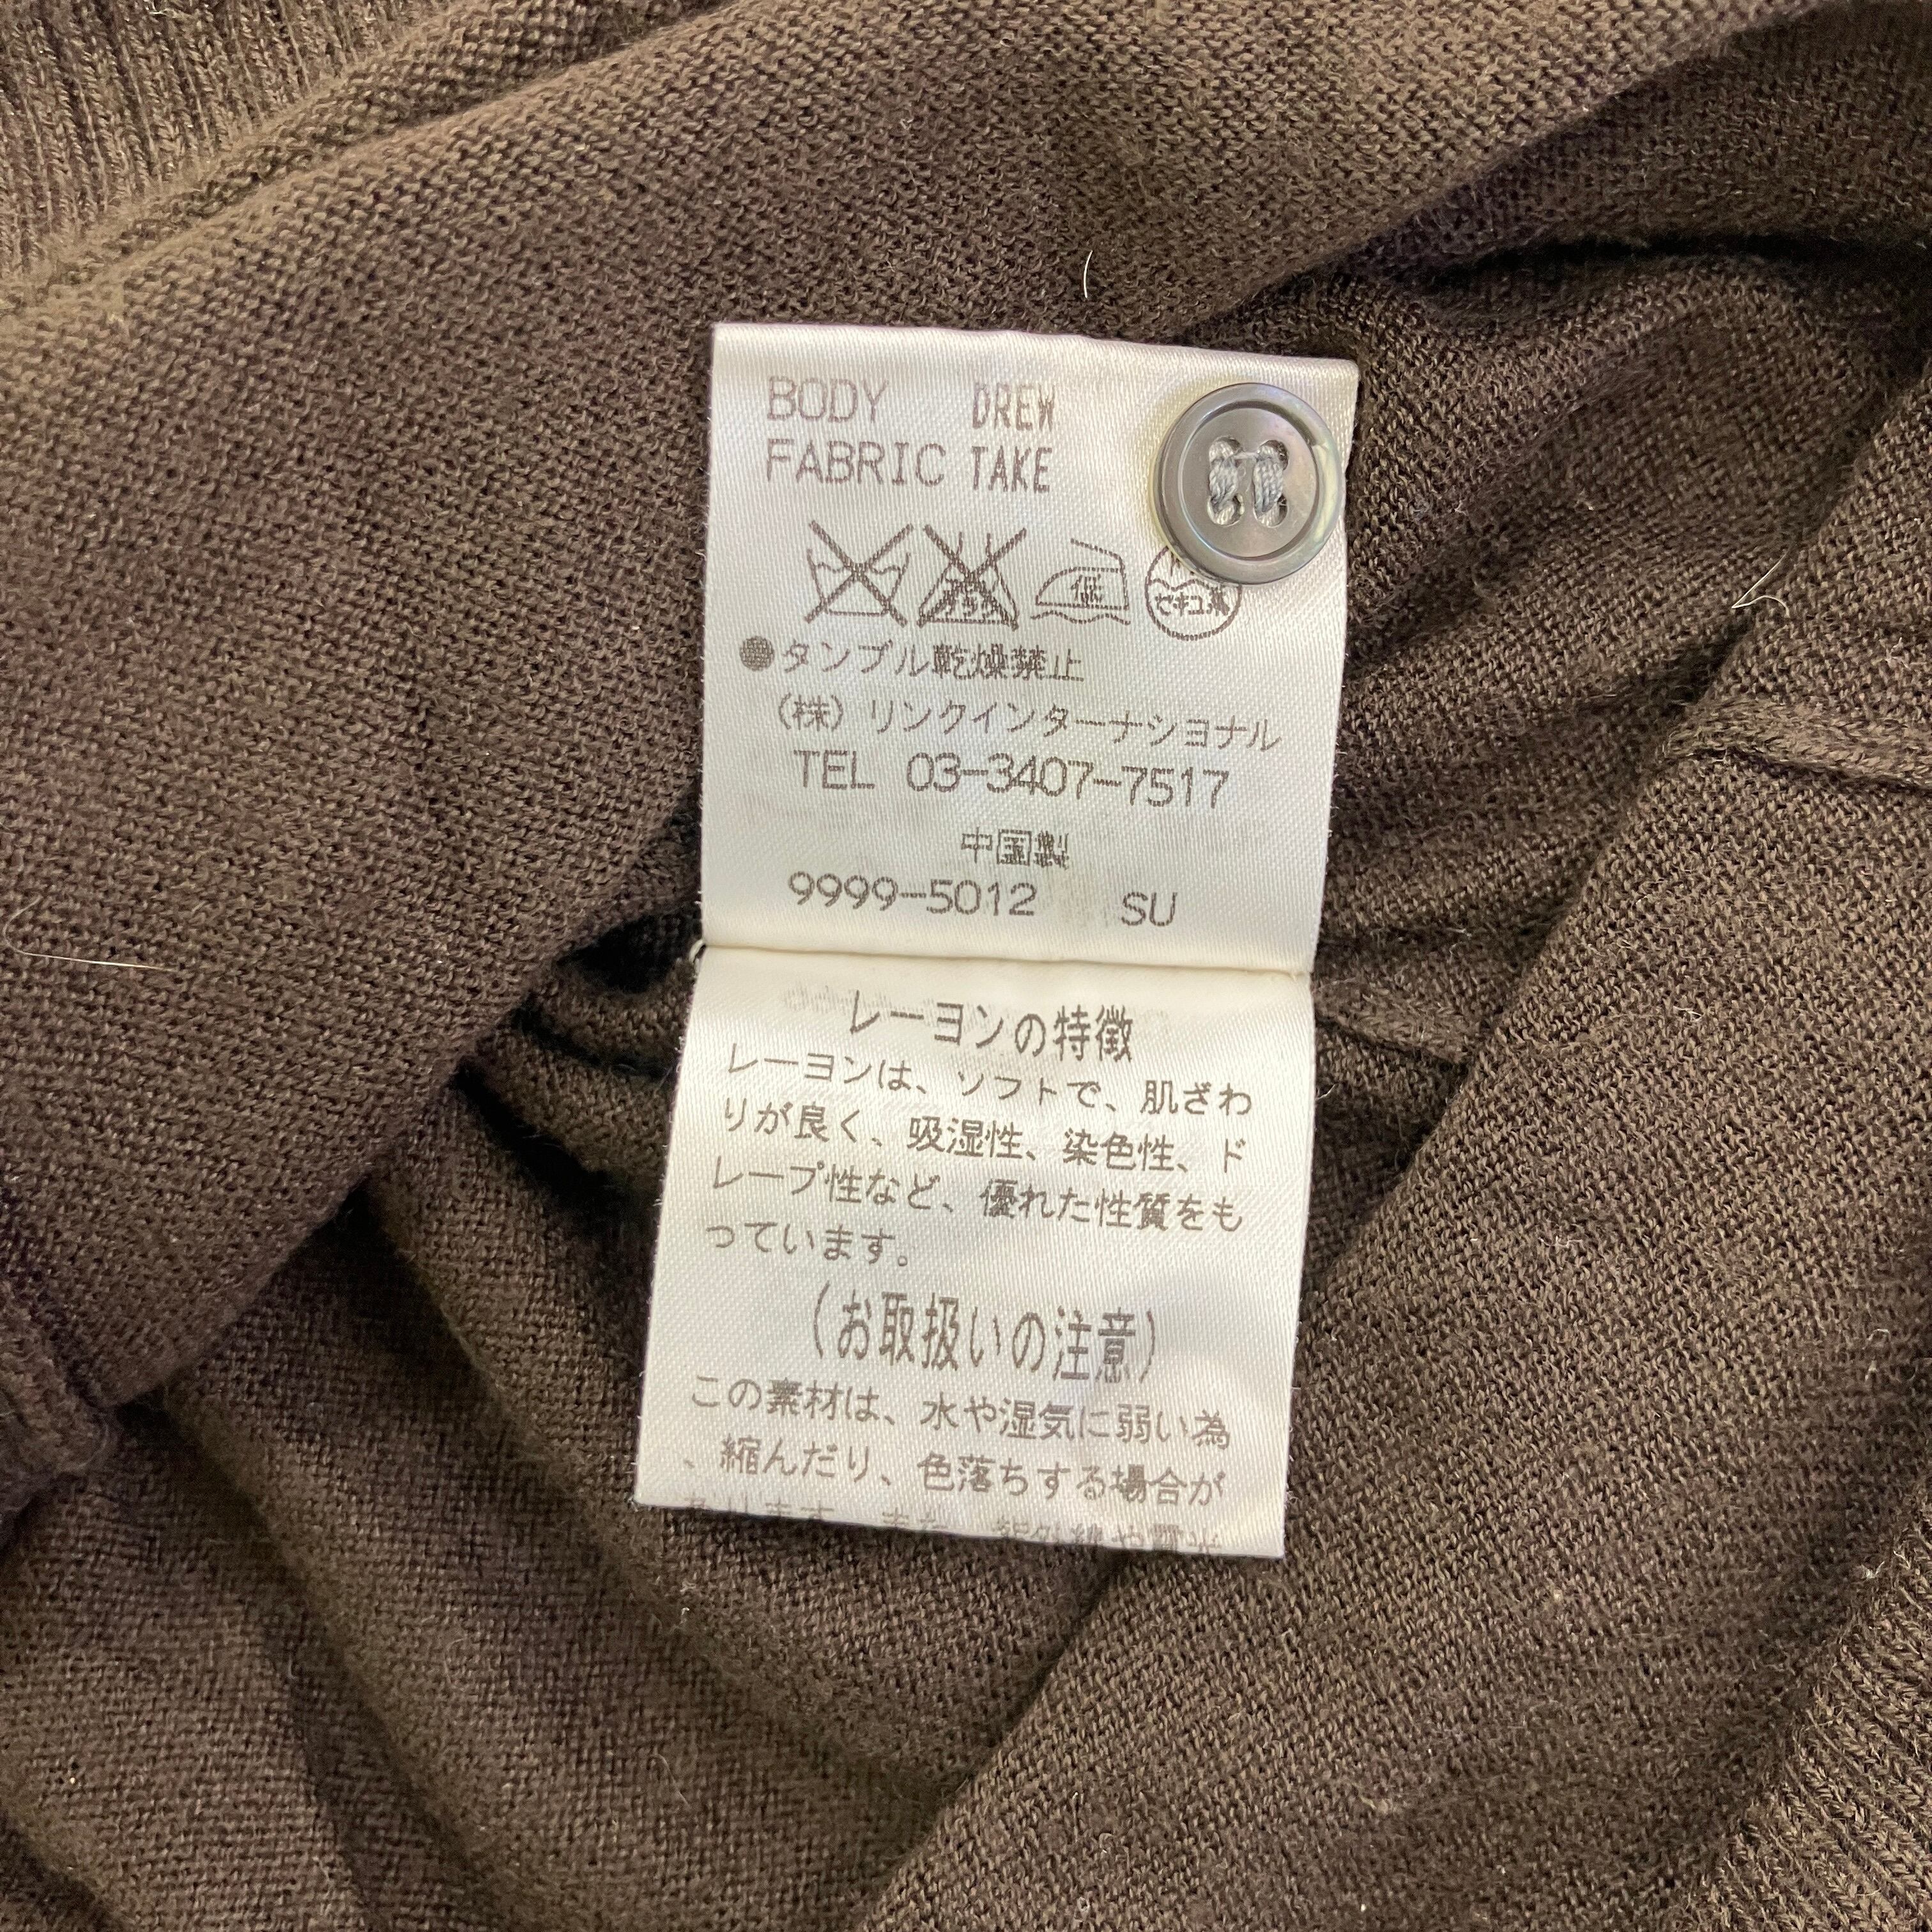 BODY DREW
FABRIC TAKE
低
セキユ系
●タンブル乾燥禁止
(株) リンクインターナショナル
TEL 03-3407-7517
中国製
9999-5012 SU
レーヨンの特徴
レーヨンは、ソフトで、肌ざわ
りが良く、吸湿性、染色性、ド
レープ性など、優れた性質をも
っています。
(お取扱いの注意)
この素材は、水や湿気に弱い為
、縮んだり、色落ちする場合が